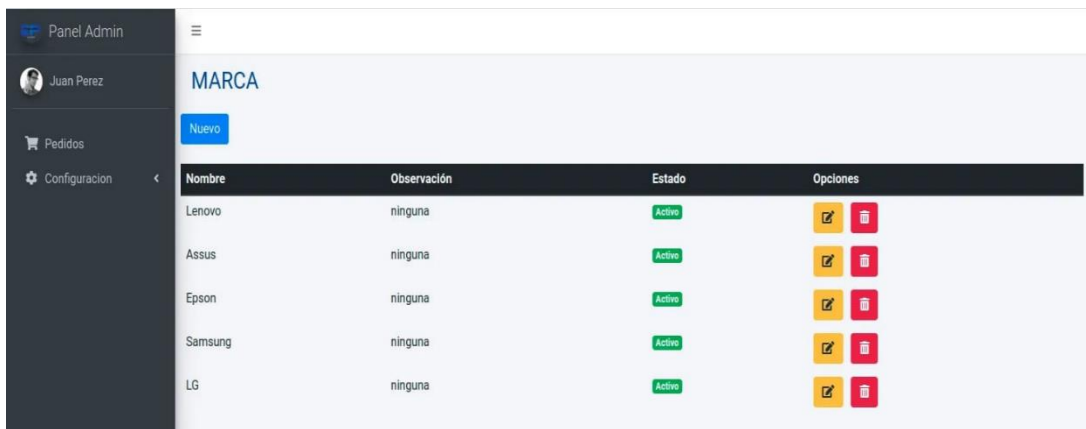 Panel Admin
Juan Perez
Pedidos
Configuracion
MARCA
Nuevo
Nombre Observación Estado Opciones
Lenovo ninguna Activo
Assus ninguna Activo
Epson ninguna Activo
Samsung ninguna Activo
LG ninguna Activo